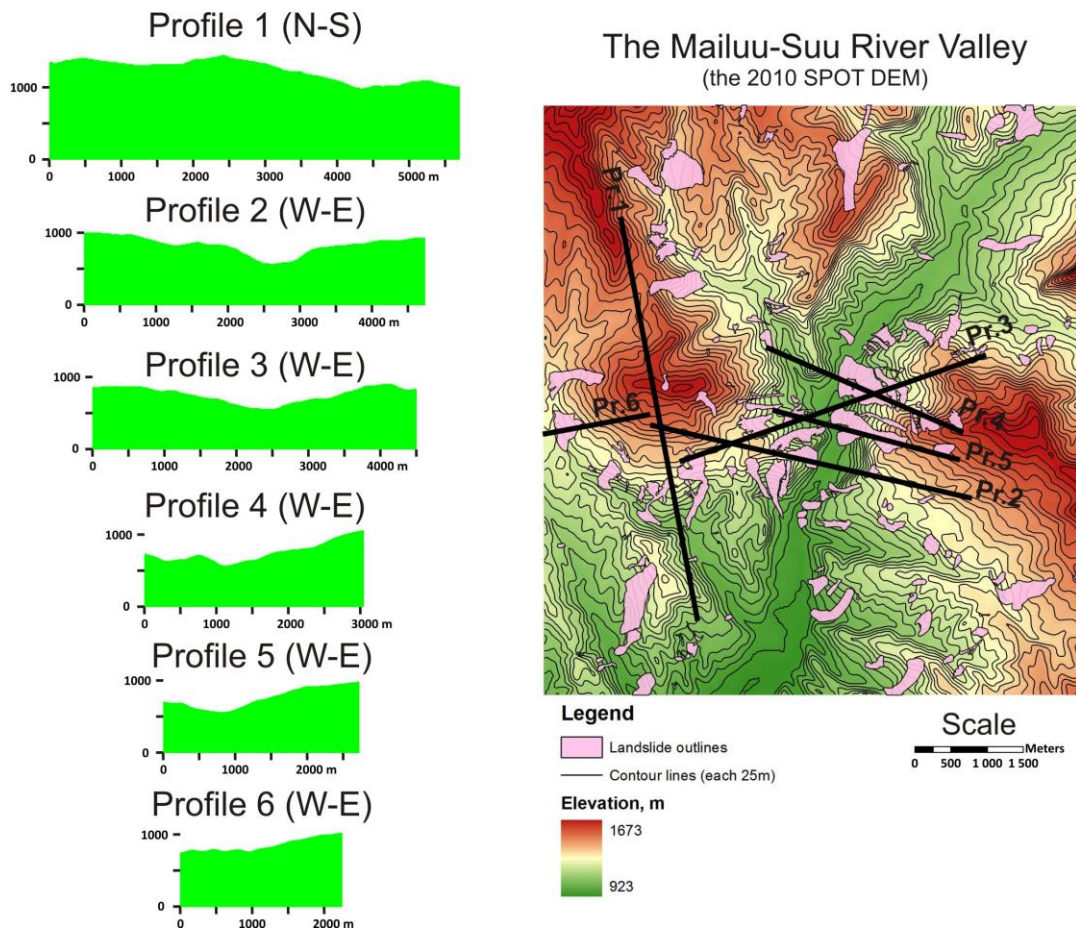 Profile 1 (N-S)
1000
0
0 1000 2000 3000 4000 5000 m
Profile 2 (W-E)
1000
0
0 1000 2000 3000 4000 m
Profile 3 (W-E)
1000
0
0 1000 2000 3000 4000 m
Profile 4 (W-E)
1000
0
0 1000 2000 3000 m
Profile 5 (W-E)
1000
0
0 1000 2000 m
Profile 6 (W-E)
1000
0
0 1000 2000 m
The Mailuu-Suu River Valley
(the 2010 SPOT DEM)
Pr.1
Pr.3
Pr.6
Pr.4
Pr.5
Pr.2
Legend
Landslide outlines
Contour lines (each 25m)
Elevation, m
1673
923
Scale
Meters
0 500 1 000 1 500